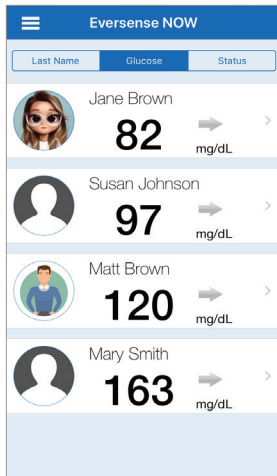 Eversense NOW
Last Name Glucose Status
Jane Brown
82
mg/dL
Susan Johnson
97
mg/dL
Matt Brown
120
mg/dL
Mary Smith
163
mg/dL